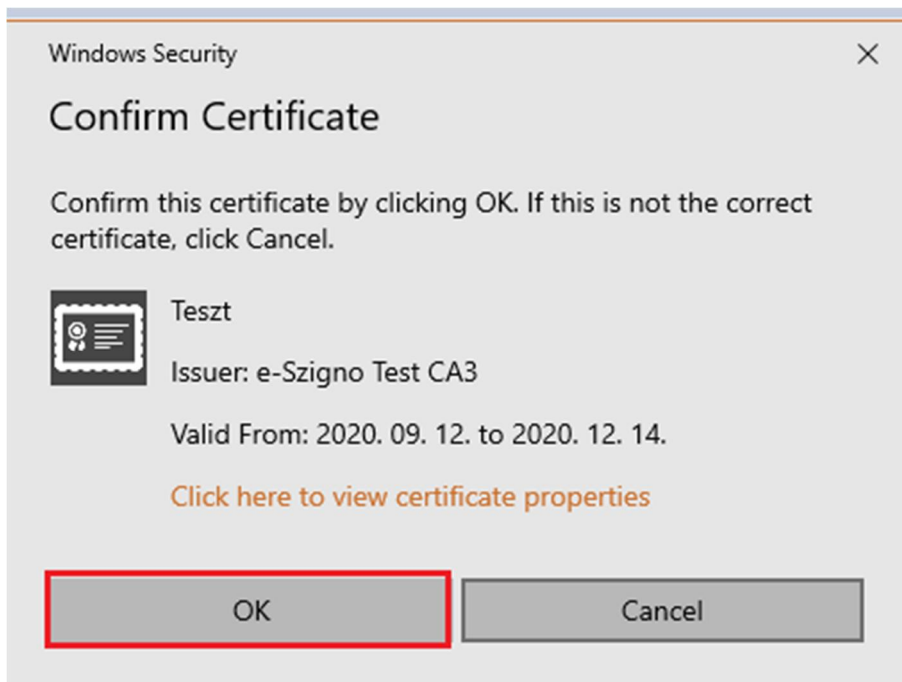 Windows Security
Confirm Certificate
Confirm this certificate by clicking OK. If this is not the correct
certificate, click Cancel.
Teszt
Issuer: e-Szigno Test CA3
Valid From: 2020. 09. 12. to 2020. 12. 14.
Click here to view certificate properties
OK
Cancel